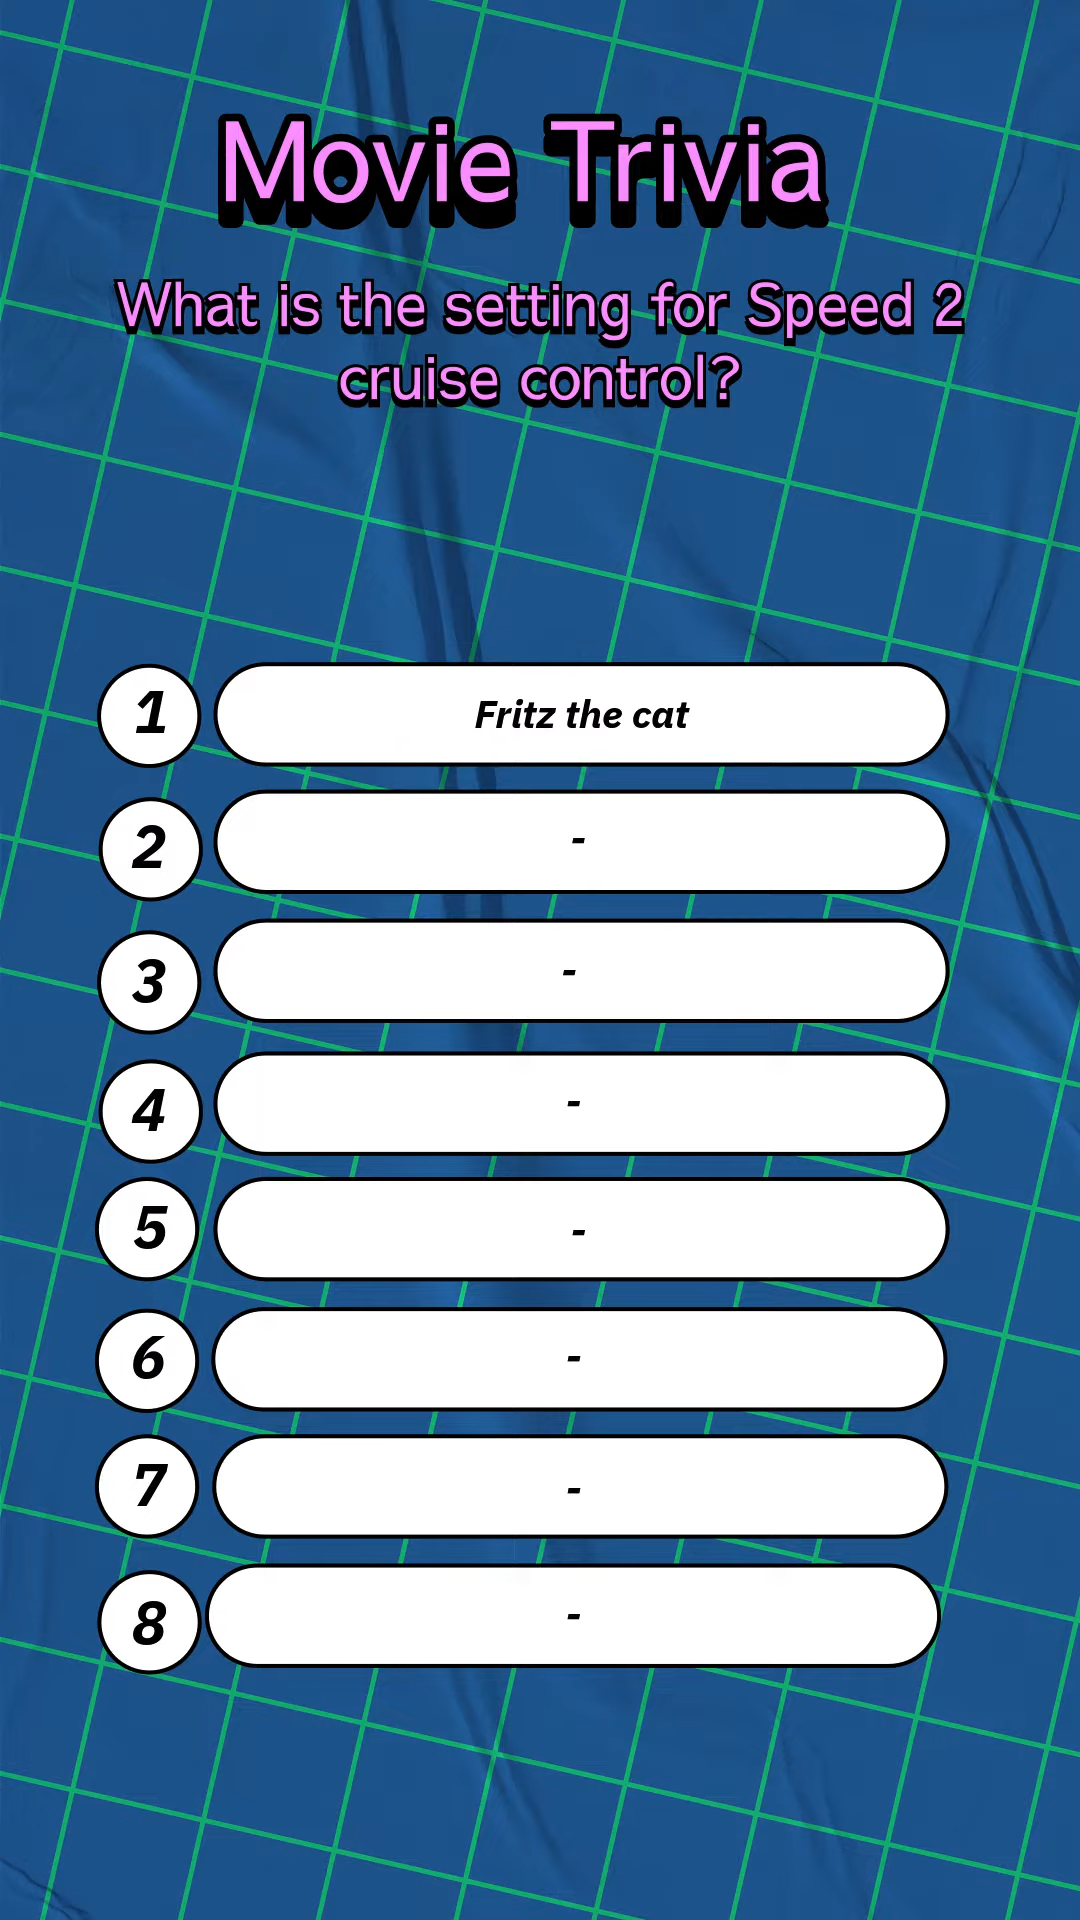 Movie Trivia
What is the setting for Speed 2
cruise control?
1 Fritz the cat
2 -
3 -
4 -
5 -
6 -
7 -
8 -